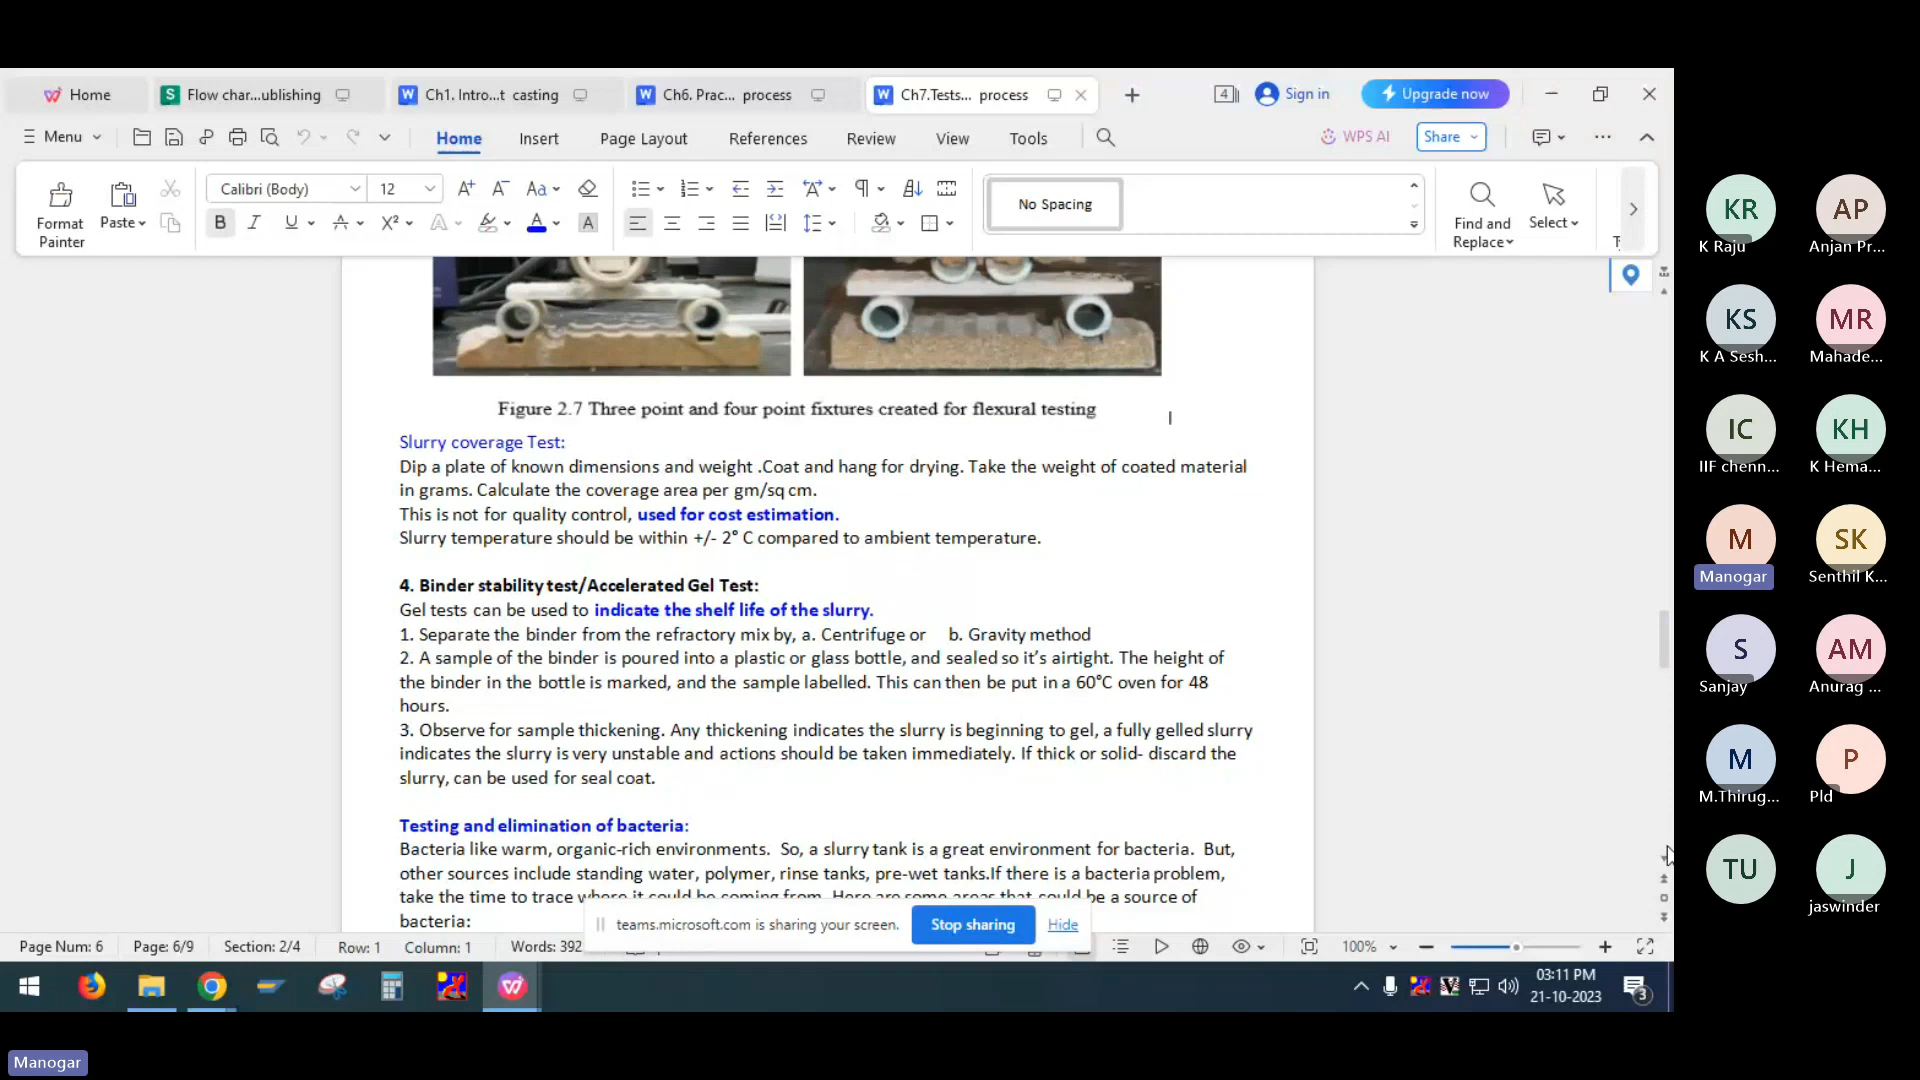 Home
Flow char...ublishing
Ch1. Intro...t casting
Ch6. Prac... process
Ch7.Tests... process
4
Sign in
Upgrade now
Menu
Home
Insert
Page Layout
References
Review
View
Tools
WPS AI
Share
Format Painter
Paste
Calibri (Body)
12
No Spacing
Find and Replace
Select
Figure 2.7 Three point and four point fixtures created for flexural testing
Slurry coverage Test:
Dip a plate of known dimensions and weight .Coat and hang for drying. Take the weight of coated material
in grams. Calculate the coverage area per gm/sq cm.
This is not for quality control, used for cost estimation.
Slurry temperature should be within +/- 2° C compared to ambient temperature.
4. Binder stability test/Accelerated Gel Test:
Gel tests can be used to indicate the shelf life of the slurry.
1. Separate the binder from the refractory mix by, a. Centrifuge or b. Gravity method
2. A sample of the binder is poured into a plastic or glass bottle, and sealed so it’s airtight. The height of
the binder in the bottle is marked, and the sample labelled. This can then be put in a 60°C oven for 48
hours.
3. Observe for sample thickening. Any thickening indicates the slurry is beginning to gel, a fully gelled slurry
indicates the slurry is very unstable and actions should be taken immediately. If thick or solid- discard the
slurry, can be used for seal coat.
Testing and elimination of bacteria:
Bacteria like warm, organic-rich environments. So, a slurry tank is a great environment for bacteria. But,
other sources include standing water, polymer, rinse tanks, pre-wet tanks.If there is a bacteria problem,
take the time to trace where it could be coming from. Here are some areas that could be a source of
bacteria:
teams.microsoft.com is sharing your screen.
Stop sharing
Hide
Page Num: 6
Page: 6/9
Section: 2/4
Row: 1
Column: 1
Words: 392
100%
03:11 PM
21-10-2023
3
KR
K Raju
AP
Anjan Pr...
KS
K A Sesh...
MR
Mahade...
IC
IIF chenn...
KH
K Hema...
M
Manogar
SK
Senthil K...
S
Sanjay
AM
Anurag ...
M
M.Thirug...
P
Pld
TU
J
jaswinder
Manogar